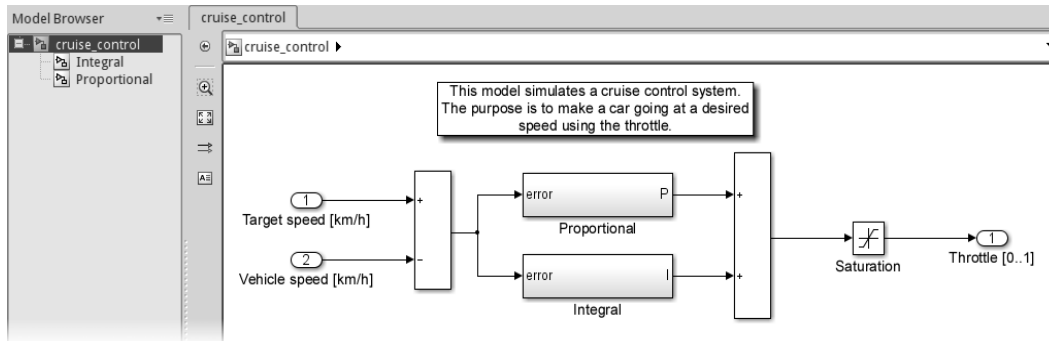 Model Browser
cruise_control
cruise_control
Integral
Proportional
cruise_control
This model simulates a cruise control system.
The purpose is to make a car going at a desired
speed using the throttle.
1
Target speed [km/h]
2
Vehicle speed [km/h]
+
−
error
P
Proportional
error
I
Integral
+
+
Saturation
1
Throttle [0..1]
A